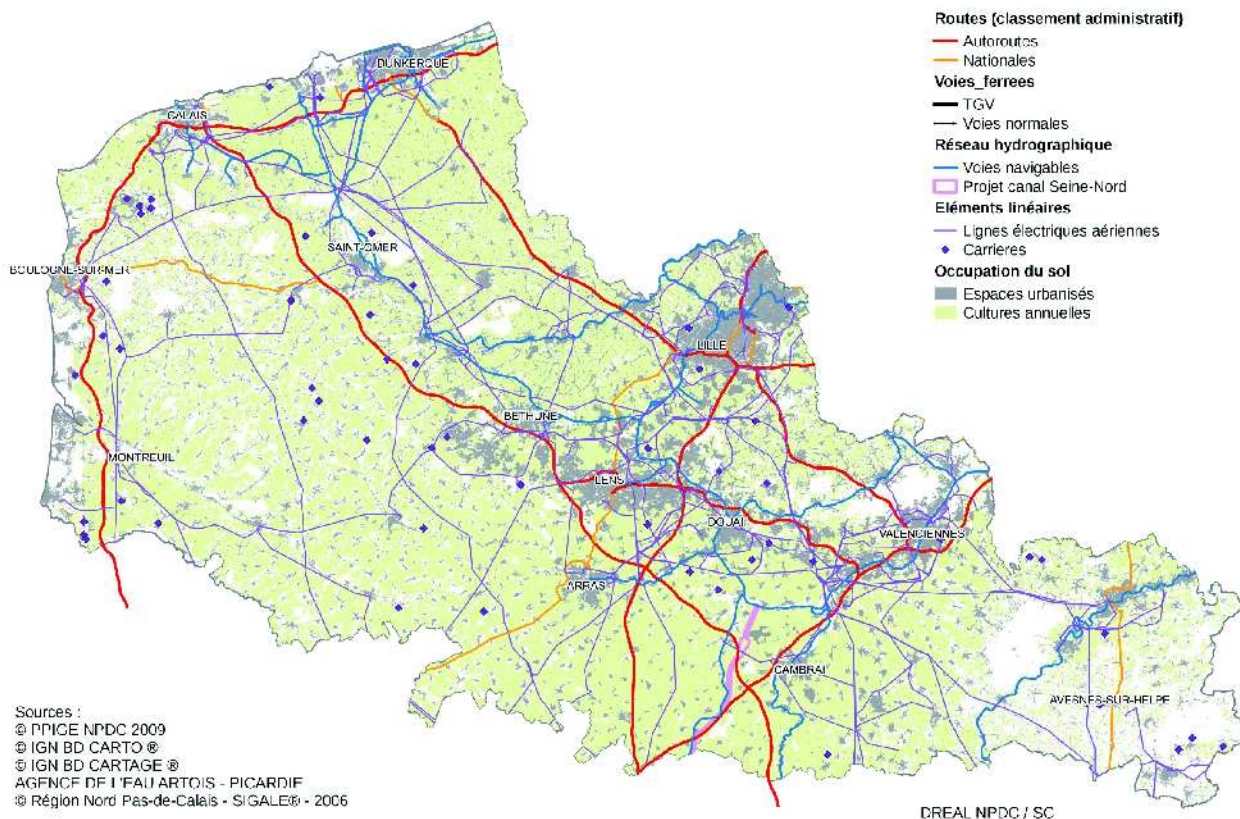 Routes (classement administratif)
Autoroutes
Nationales
Voies_ferrees
TGV
Voies normales
Réseau hydrographique
Voies navigables
Projet canal Seine-Nord
Eléments linéaires
Lignes électriques aériennes
Carrieres
Occupation du sol
Espaces urbanisés
Cultures annuelles
DUNKERQUE
CALAIS
SAINT-OMER
BOULOGNE-SUR-MER
LILLE
BETHUNE
MONTREUIL
LENS
DOUAI
VALENCIENNES
ARRAS
CAMBRAI
AVESNES-SUR-HELPE
Sources :
© PPIGE NPDC 2009
© IGN BD CARTO ®
© IGN BD CARTAGE ®
AGENCE DE L'EAU ARTOIS - PICARDIE
© Région Nord Pas-de-Calais - SIGALE® - 2006
DREAL NPDC / SC